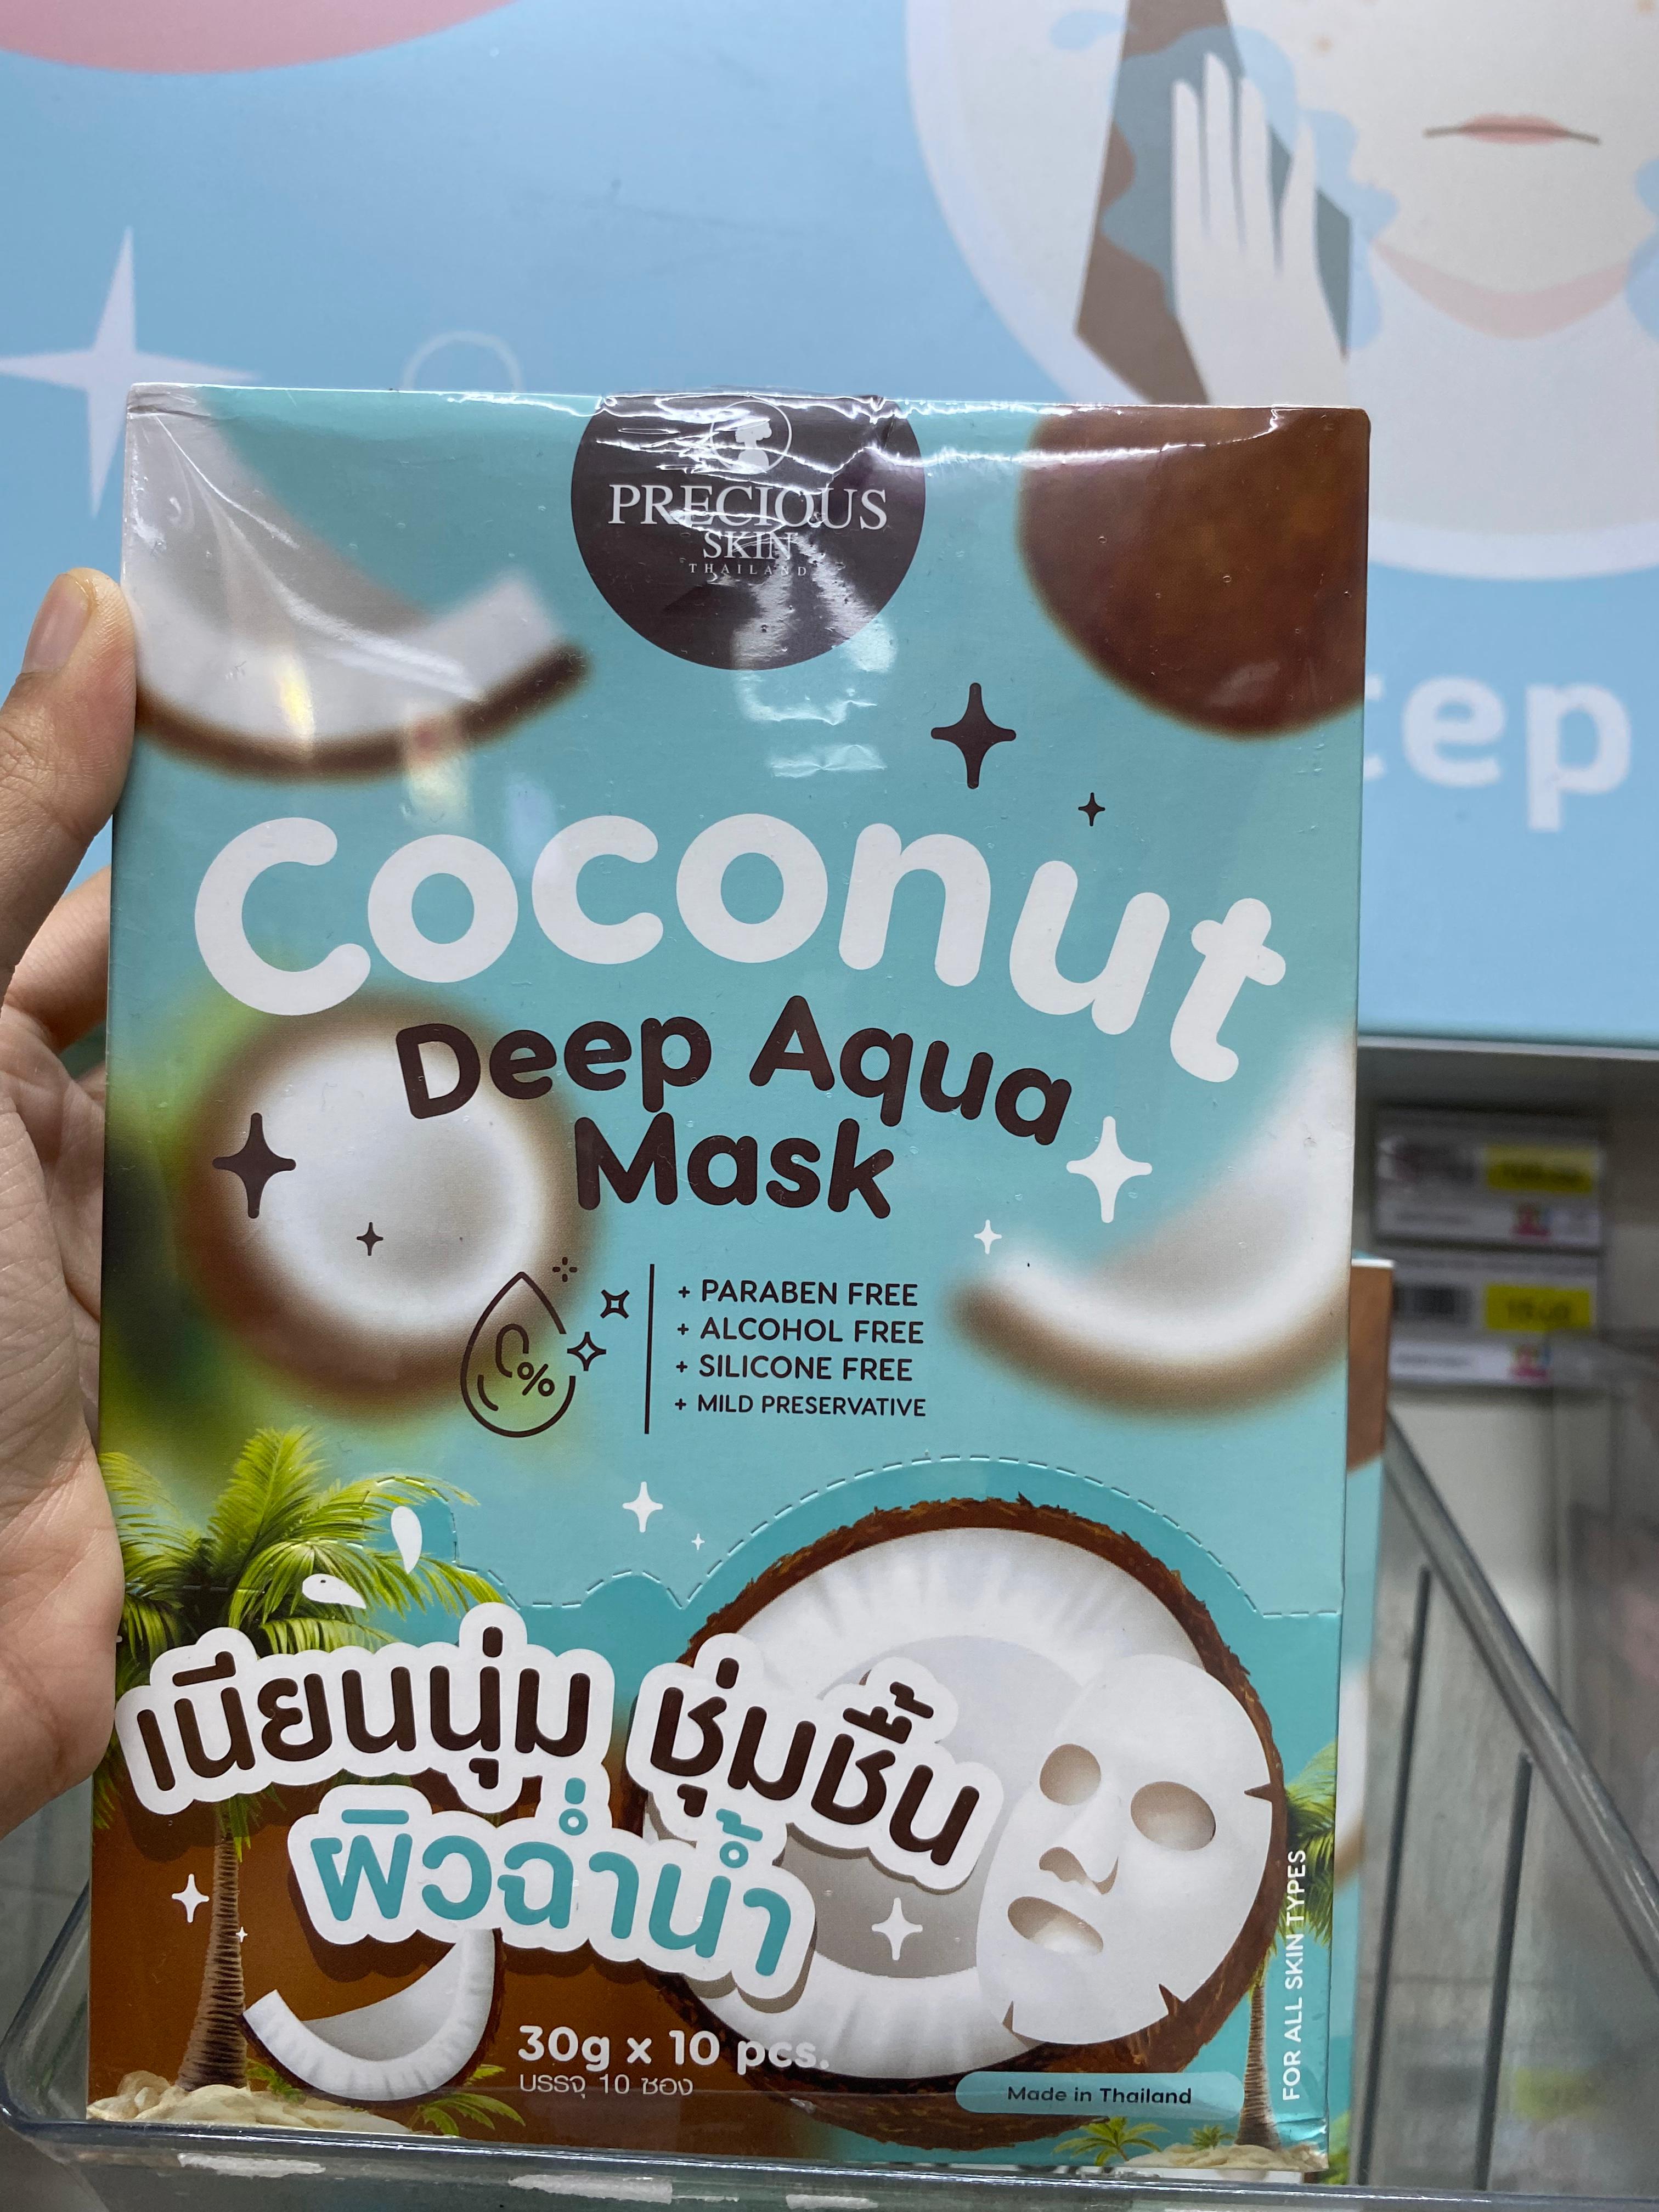 PRECIOUS
SKIN
THAILAND
Coconut
Deep Aqua
Mask
0%
+ PARABEN FREE
+ ALCOHOL FREE
+ SILICONE FREE
+ MILD PRESERVATIVE
เนียนนุ่ม ชุ่มชื้น
ผิวฉ่ำน้ำ
30g x 10 pcs.
บรรจุ 10 ซอง
Made in Thailand
FOR ALL SKIN TYPES